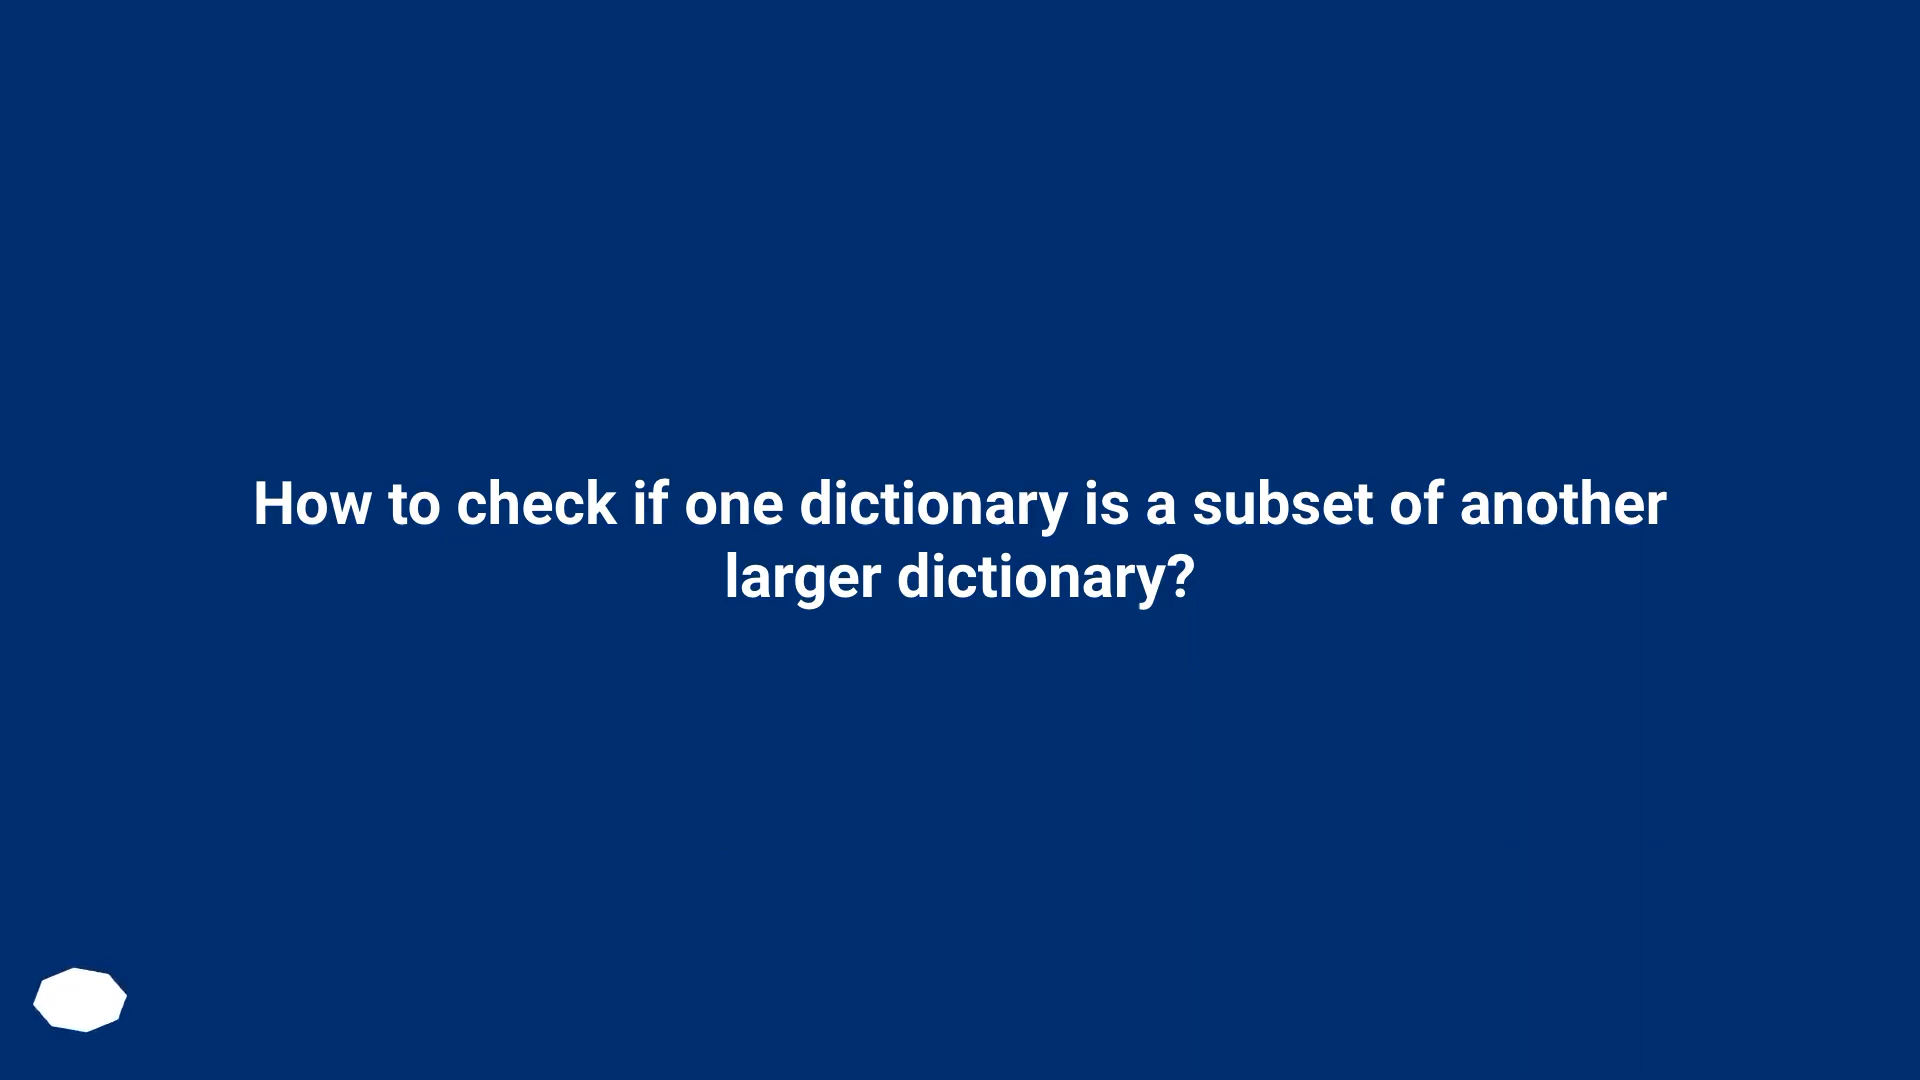 How to check if one dictionary is a subset of another
larger dictionary?